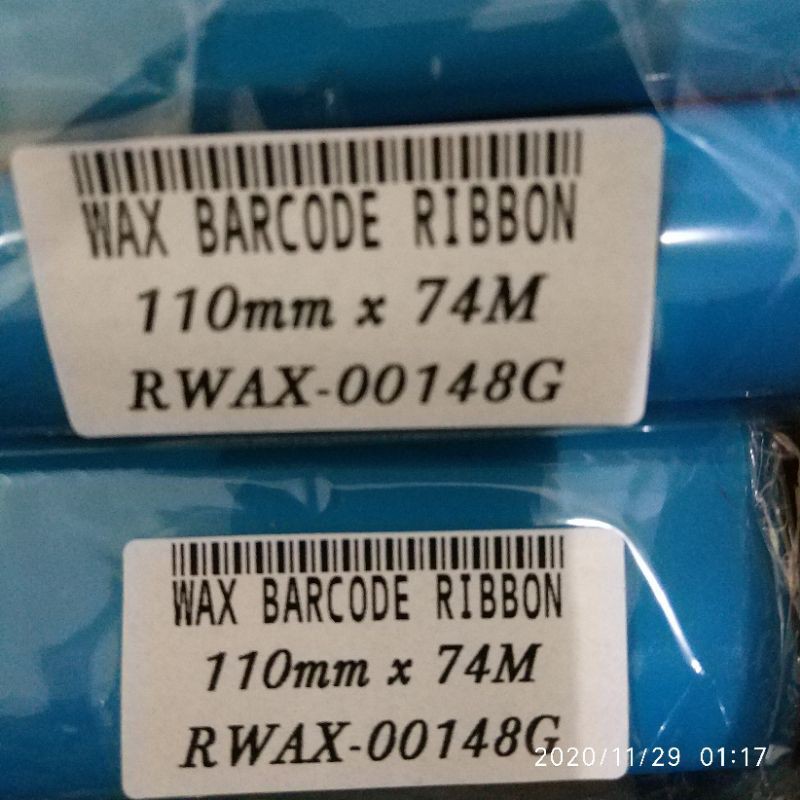 WAX BARCODE RIBBON
110mm x 74M
RWAX-00148G
WAX BARCODE RIBBON
110mm x 74M
RWAX-00148G
2020/11/29 01:17